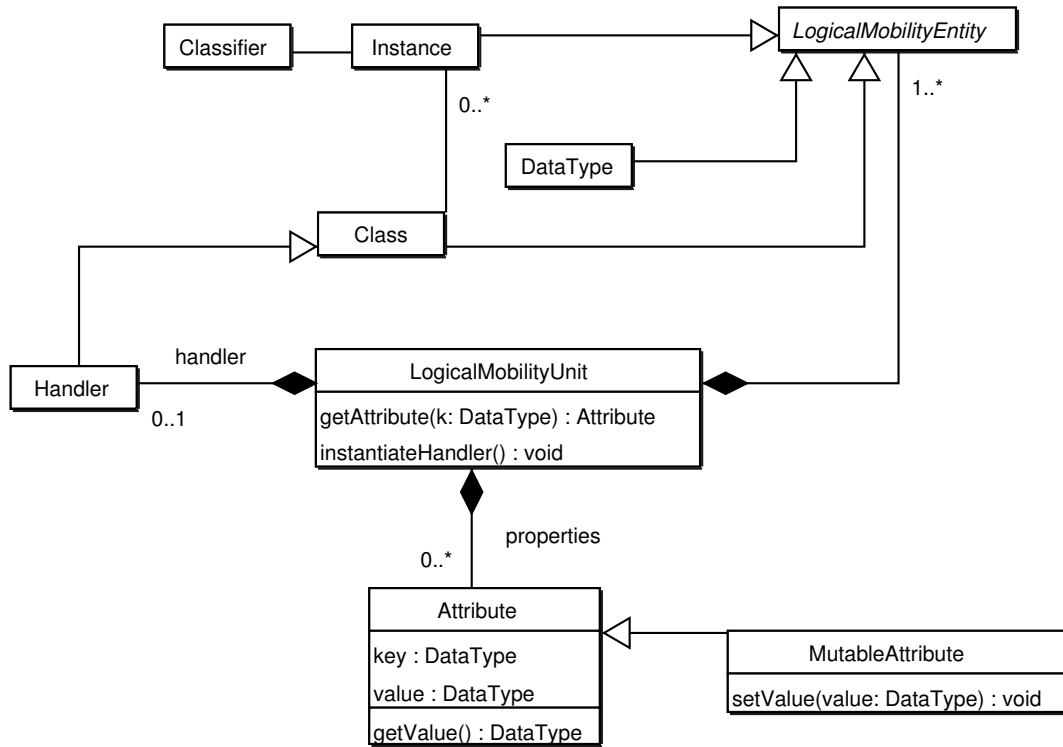 Classifier
Instance
LogicalMobilityEntity
0..*
1..*
DataType
Class
handler
Handler
0..1
LogicalMobilityUnit
getAttribute(k: DataType) : Attribute
instantiateHandler() : void
properties
0..*
Attribute
key : DataType
value : DataType
getValue() : DataType
MutableAttribute
setValue(value: DataType) : void